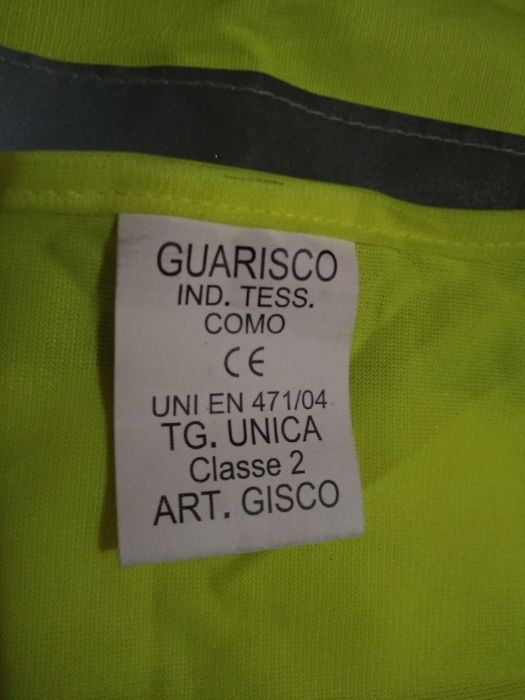 GUARISCO
IND. TESS.
COMO
CE
UNI EN 471/04
TG. UNICA
Classe 2
ART. GISCO